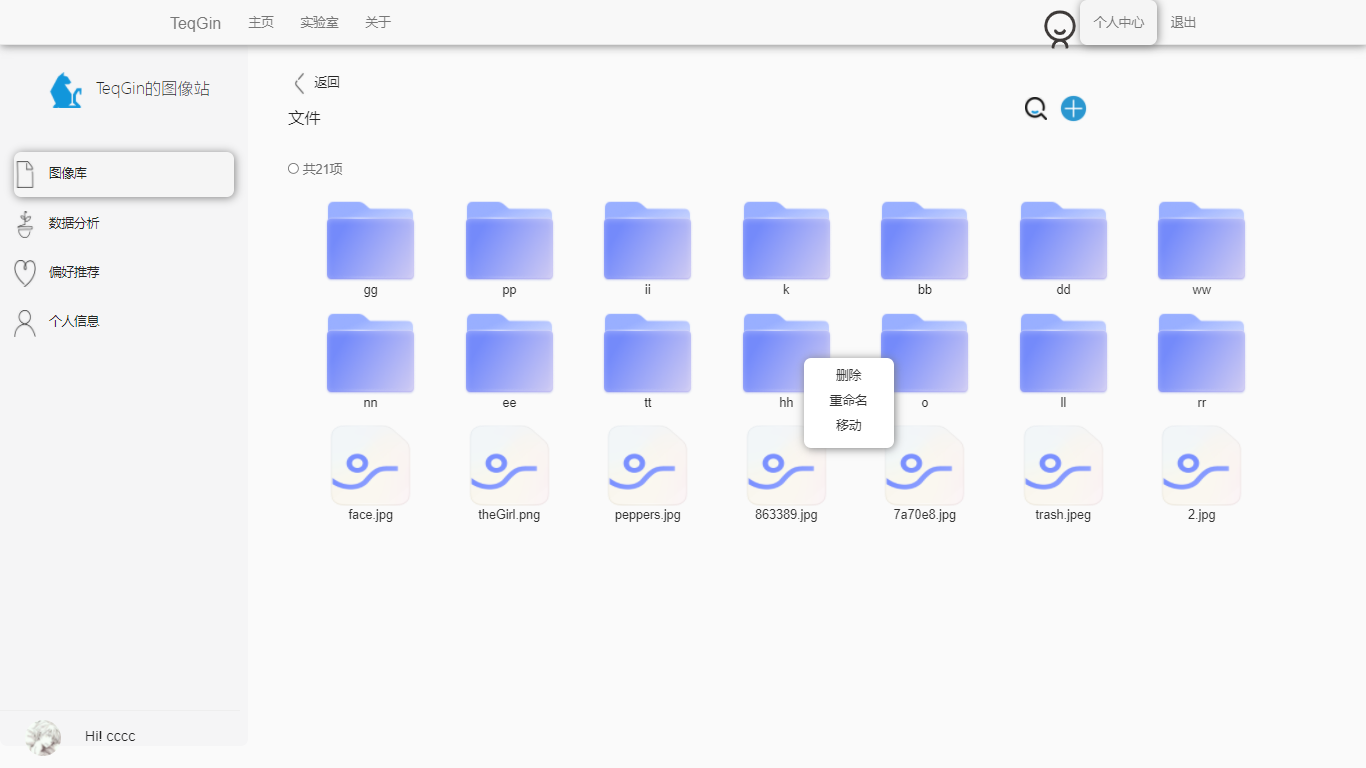 TeqGin 主页 实验室 关于 个人中心 退出
TeqGin的图像站
图像库
数据分析
偏好推荐
个人信息
Hi! cccc
返回
文件
共21项
gg pp ii k bb dd ww
nn ee tt hh o ll rr
删除
重命名
移动
face.jpg theGirl.png peppers.jpg 863389.jpg 7a70e8.jpg trash.jpeg 2.jpg